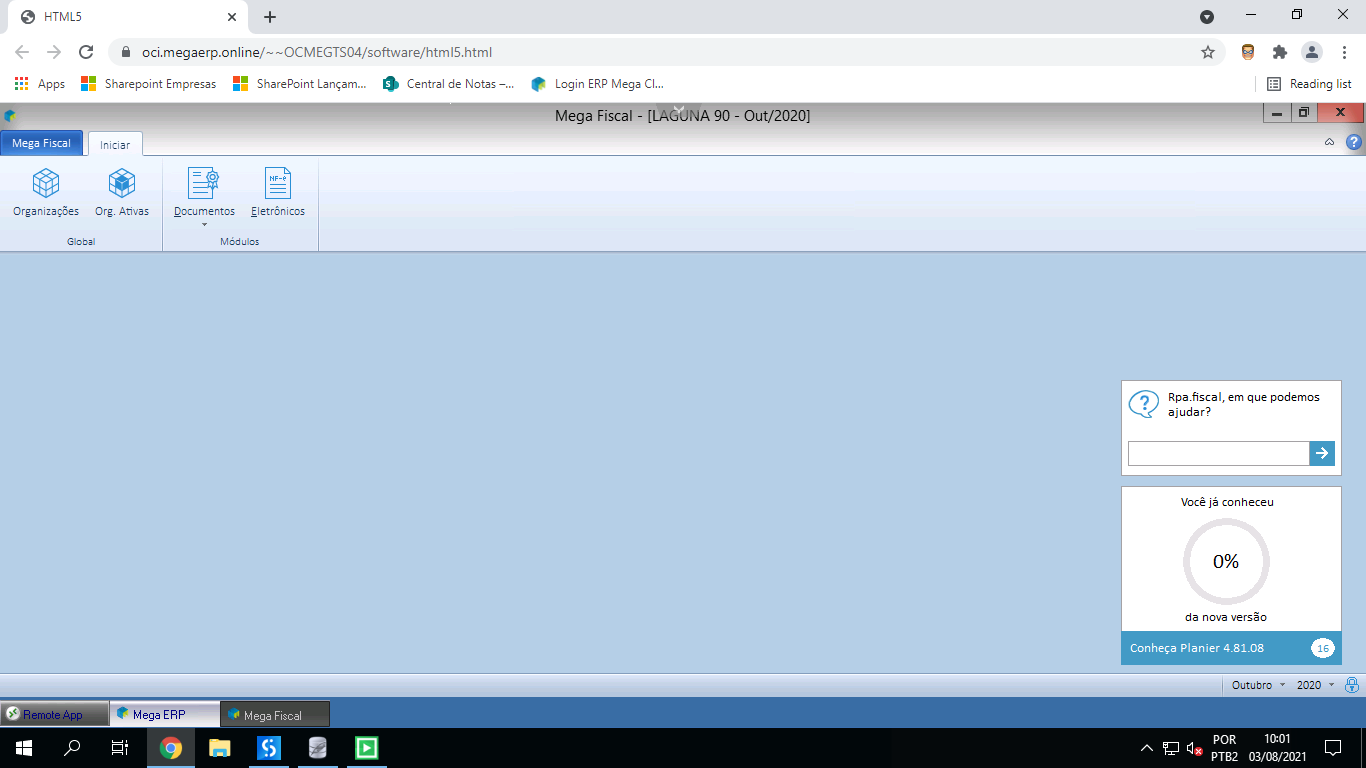 HTML5
oci.megaerp.online/~~OCMEGTS04/software/html5.html
Apps
Sharepoint Empresas
SharePoint Lançam...
Central de Notas –...
Login ERP Mega Cl...
Reading list
Mega Fiscal - [LAGUNA 90 - Out/2020]
Mega Fiscal
Iniciar
Organizações
Org. Ativas
NF-e
Documentos
Eletrônicos
Global
Módulos
Rpa.fiscal, em que podemos
ajudar?
Você já conheceu
0%
da nova versão
Conheça Planier 4.81.08
16
Outubro
2020
Remote App
Mega ERP
Mega Fiscal
POR
PTB2
10:01
03/08/2021